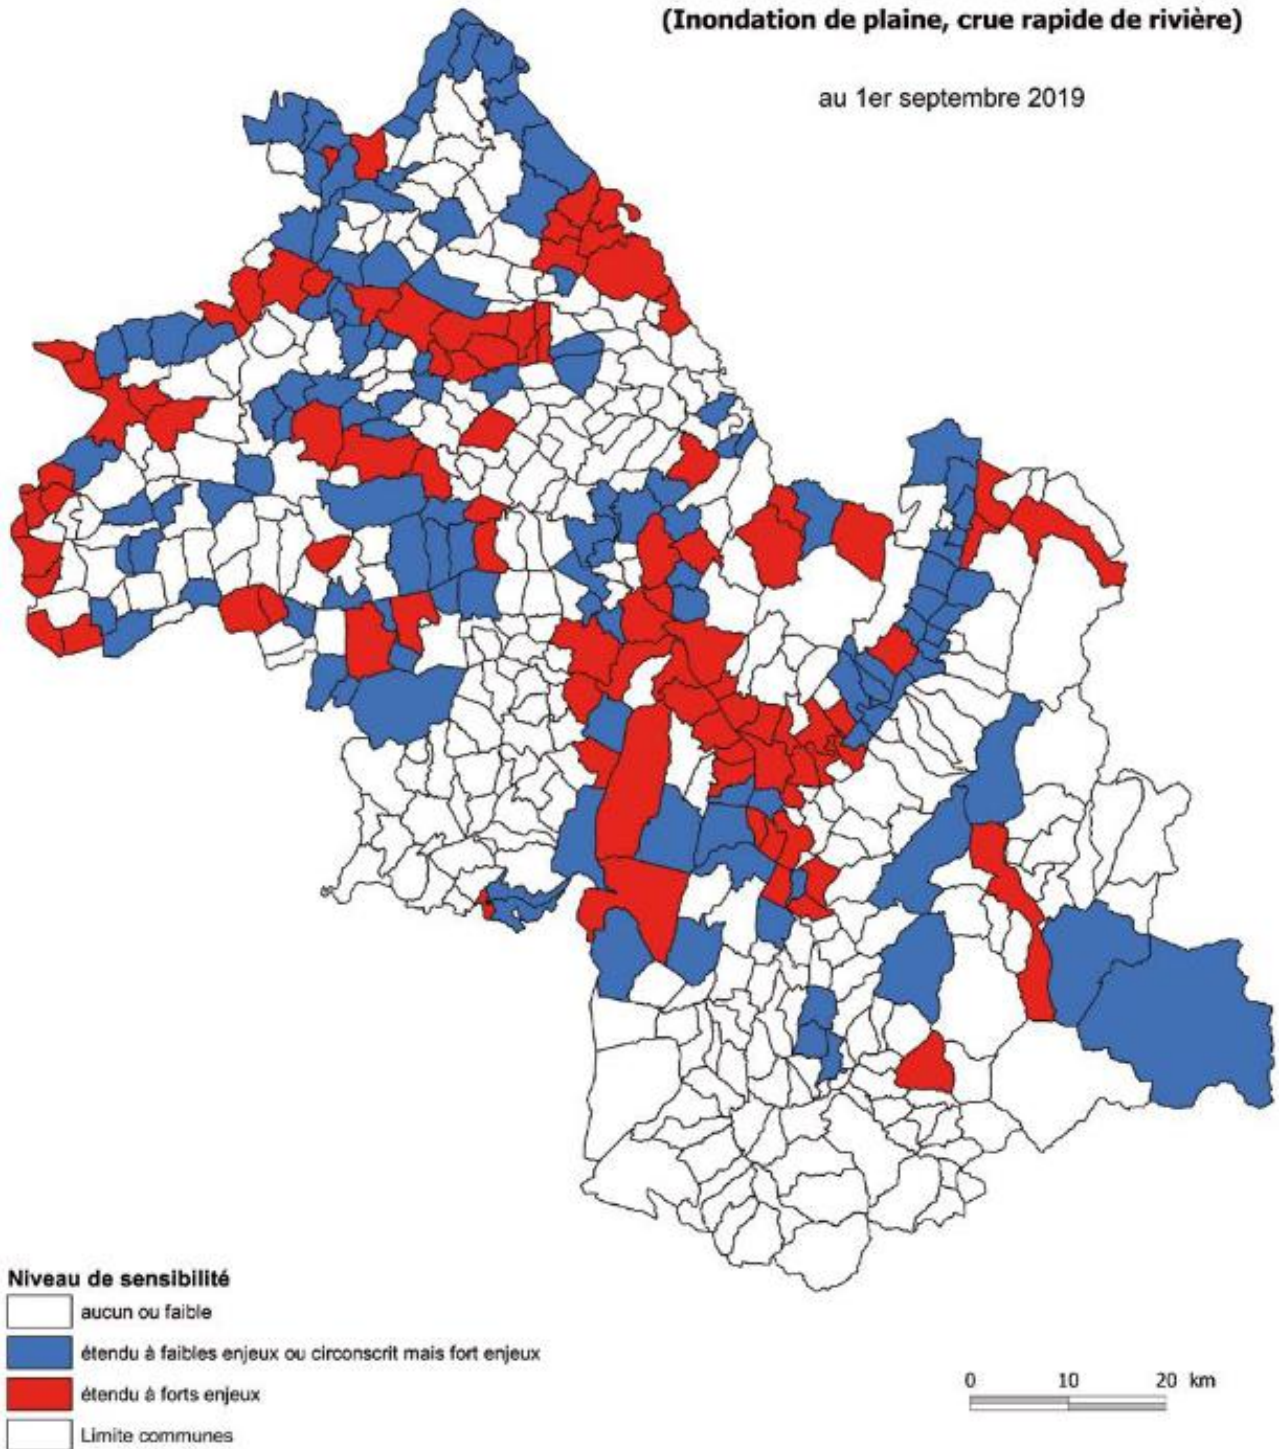 (Inondation de plaine, crue rapide de rivière)
au 1er septembre 2019
Niveau de sensibilité
aucun ou faible
étendu à faibles enjeux ou circonscrit mais fort enjeux
étendu à forts enjeux
Limite communes
0 10 20 km